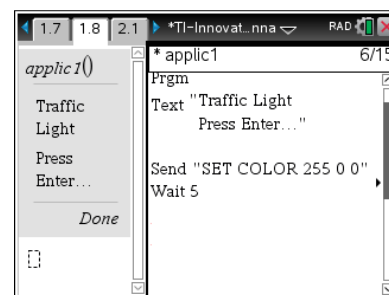 1.7 1.8 2.1 *TI-Innovat…nna RAD
applic1()
Traffic
Light
Press
Enter…
Done
* applic1 6/15
Prgm
Text "Traffic Light
Press Enter…"
Send "SET COLOR 255 0 0"
Wait 5